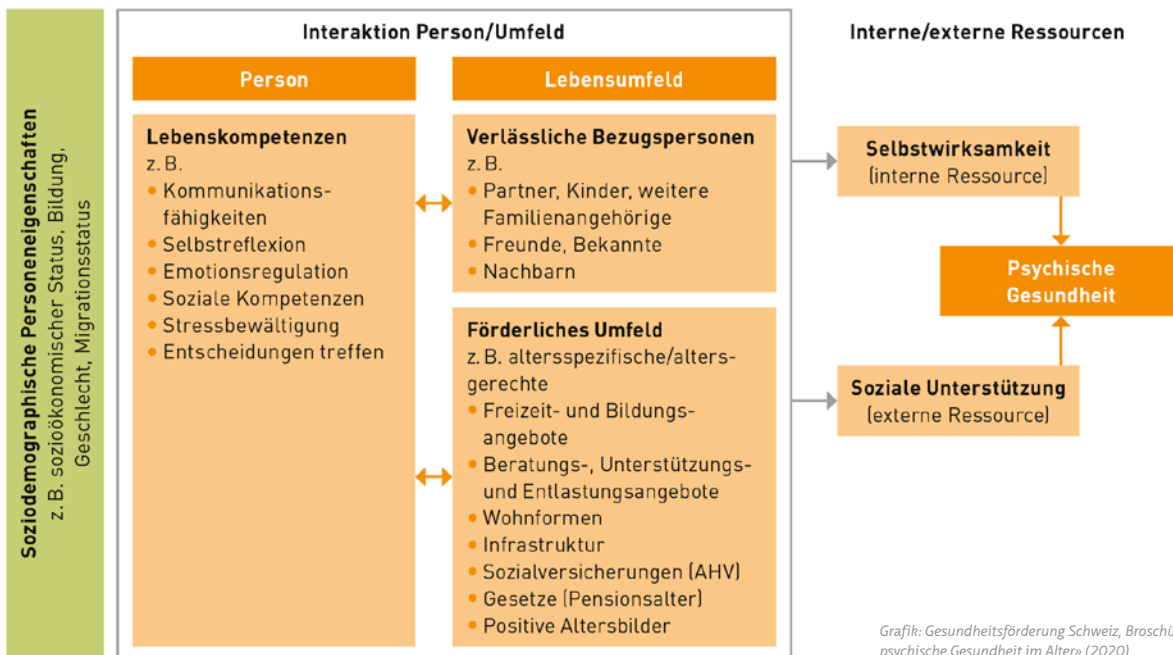 Soziodemographische Personeneigenschaften
z. B. sozioökonomischer Status, Bildung,
Geschlecht, Migrationsstatus
Interaktion Person/Umfeld
Person
Lebenskompetenzen
z. B.
• Kommunikations-
fähigkeiten
• Selbstreflexion
• Emotionsregulation
• Soziale Kompetenzen
• Stressbewältigung
• Entscheidungen treffen
Lebensumfeld
Verlässliche Bezugspersonen
z. B.
• Partner, Kinder, weitere
Familienangehörige
• Freunde, Bekannte
• Nachbarn
Förderliches Umfeld
z. B. altersspezifische/alters-
gerechte
• Freizeit- und Bildungs-
angebote
• Beratungs-, Unterstützungs-
und Entlastungsangebote
• Wohnformen
• Infrastruktur
• Sozialversicherungen (AHV)
• Gesetze (Pensionsalter)
• Positive Altersbilder
Interne/externe Ressourcen
Selbstwirksamkeit
(interne Ressource)
Psychische
Gesundheit
Soziale Unterstützung
(externe Ressource)
Grafik: Gesundheitsförderung Schweiz,
psychische Gesundheit im Alter» (2020)